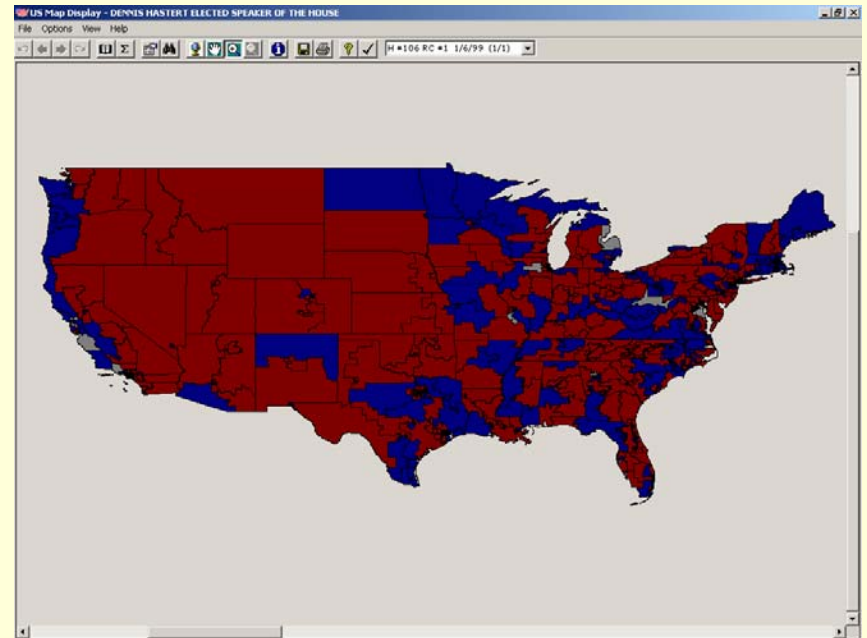 US Map Display - DENNIS HASTERT ELECTED SPEAKER OF THE HOUSE
File Options View Help
Σ ? H #106 RC #1 1/6/99 (1/1)